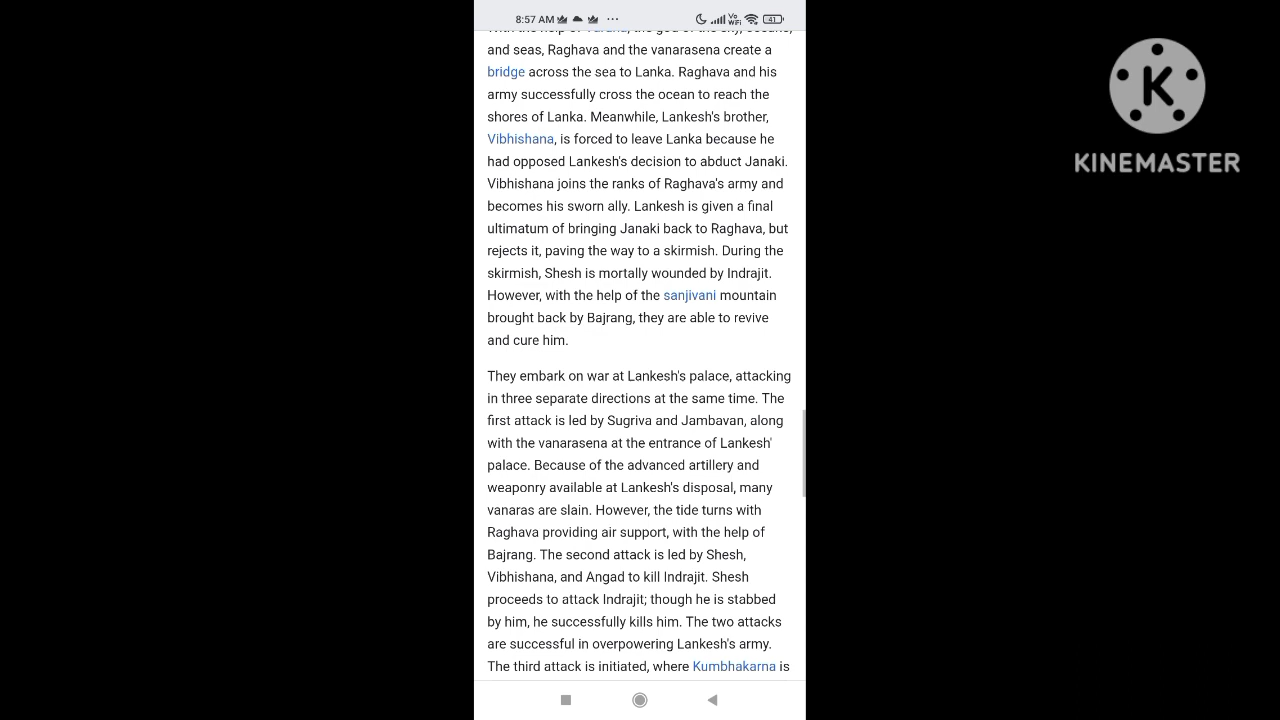 8:57 AM
Vo
WiFi
41
and seas, Raghava and the vanarasena create a
bridge across the sea to Lanka. Raghava and his
army successfully cross the ocean to reach the
shores of Lanka. Meanwhile, Lankesh's brother,
Vibhishana, is forced to leave Lanka because he
had opposed Lankesh's decision to abduct Janaki.
Vibhishana joins the ranks of Raghava's army and
becomes his sworn ally. Lankesh is given a final
ultimatum of bringing Janaki back to Raghava, but
rejects it, paving the way to a skirmish. During the
skirmish, Shesh is mortally wounded by Indrajit.
However, with the help of the sanjivani mountain
brought back by Bajrang, they are able to revive
and cure him.
They embark on war at Lankesh's palace, attacking
in three separate directions at the same time. The
first attack is led by Sugriva and Jambavan, along
with the vanarasena at the entrance of Lankesh'
palace. Because of the advanced artillery and
weaponry available at Lankesh's disposal, many
vanaras are slain. However, the tide turns with
Raghava providing air support, with the help of
Bajrang. The second attack is led by Shesh,
Vibhishana, and Angad to kill Indrajit. Shesh
proceeds to attack Indrajit; though he is stabbed
by him, he successfully kills him. The two attacks
are successful in overpowering Lankesh's army.
The third attack is initiated, where Kumbhakarna is
K
KINEMASTER